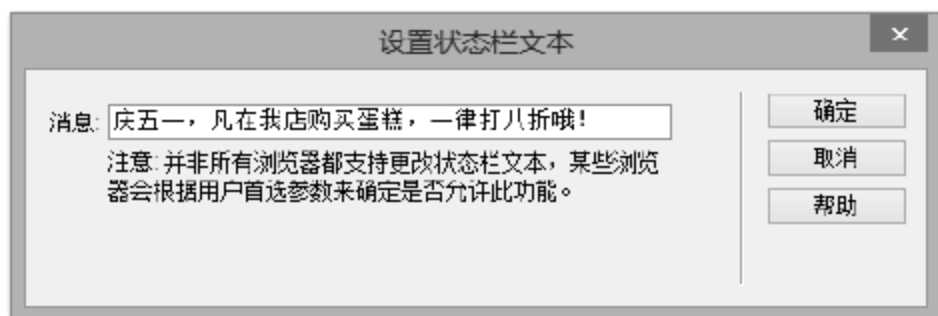 设置状态栏文本
×
消息: 庆五一，凡在我店购买蛋糕，一律打八折哦!
注意:并非所有浏览器都支持更改状态栏文本，某些浏览
器会根据用户首选参数来确定是否允许此功能。
确定
取消
帮助